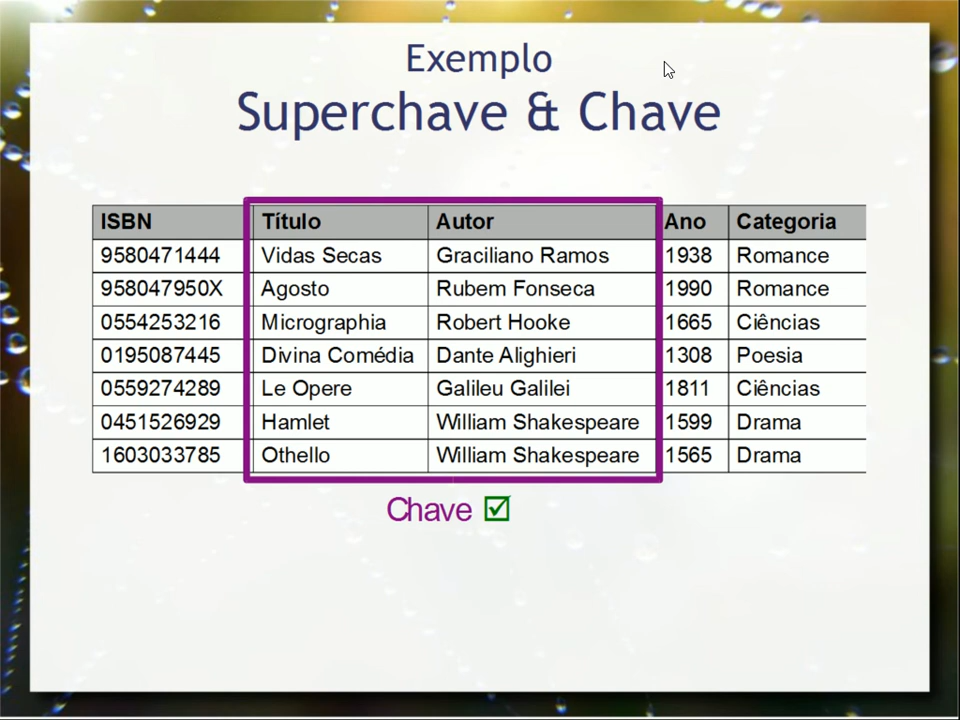 Exemplo
Superchave & Chave
ISBN Título Autor Ano Categoria
9580471444 Vidas Secas Graciliano Ramos 1938 Romance
958047950X Agosto Rubem Fonseca 1990 Romance
0554253216 Micrographia Robert Hooke 1665 Ciências
0195087445 Divina Comédia Dante Alighieri 1308 Poesia
0559274289 Le Opere Galileu Galilei 1811 Ciências
0451526929 Hamlet William Shakespeare 1599 Drama
1603033785 Othello William Shakespeare 1565 Drama
Chave ☑